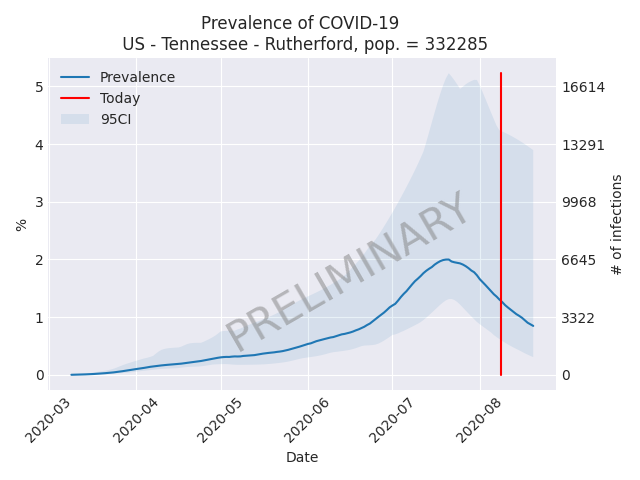 Prevalence of COVID-19
US - Tennessee - Rutherford, pop. = 332285
Prevalence
Today
95CI
PRELIMINARY
5
4
3
2
1
0
%
16614
13291
9968
6645
3322
0
# of infections
2020-03
2020-04
2020-05
2020-06
2020-07
2020-08
Date